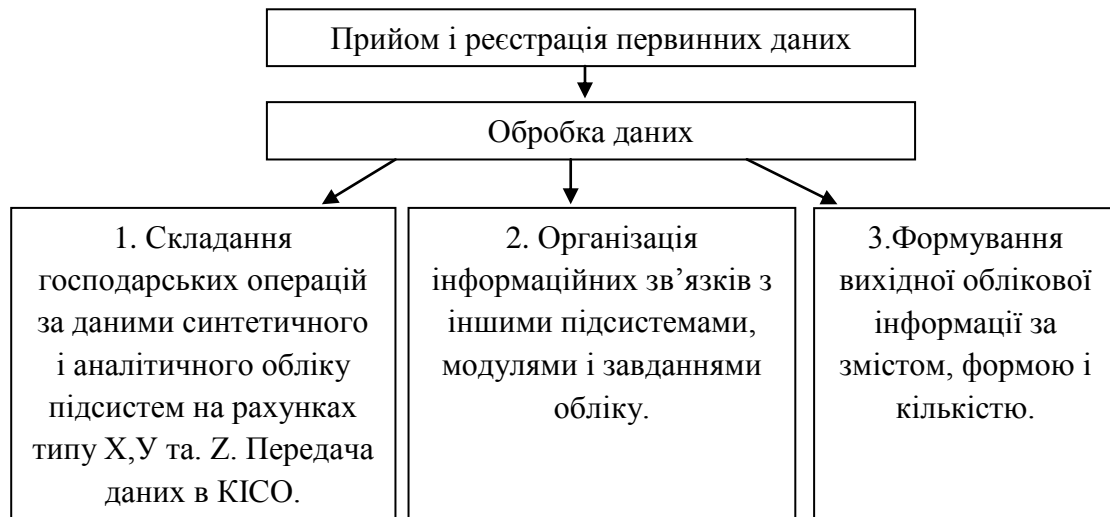 Прийом і реєстрація первинних даних
Обробка даних
1. Складання
господарських операцій
за даними синтетичного
і аналітичного обліку
підсистем на рахунках
типу Х,У та. Z. Передача
даних в КІСО.
2. Організація
інформаційних зв’язків з
іншими підсистемами,
модулями і завданнями
обліку.
3.Формування
вихідної облікової
інформації за
змістом, формою і
кількістю.